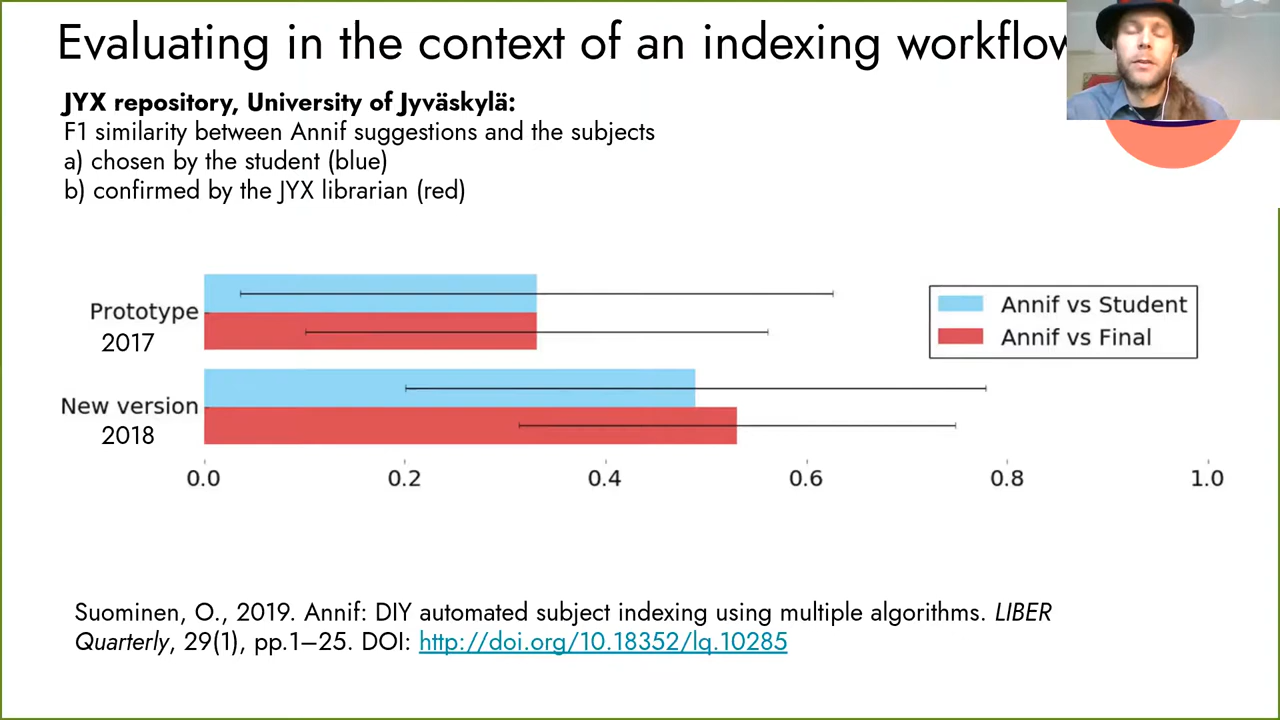 Evaluating in the context of an indexing workflow
JYX repository, University of Jyväskylä:
F1 similarity between Annif suggestions and the subjects
a) chosen by the student (blue)
b) confirmed by the JYX librarian (red)
Annif vs Student
Annif vs Final
Prototype
2017
New version
2018
0.0 0.2 0.4 0.6 0.8 1.0
Suominen, O., 2019. Annif: DIY automated subject indexing using multiple algorithms. LIBER
Quarterly, 29(1), pp.1–25. DOI: http://doi.org/10.18352/lq.10285